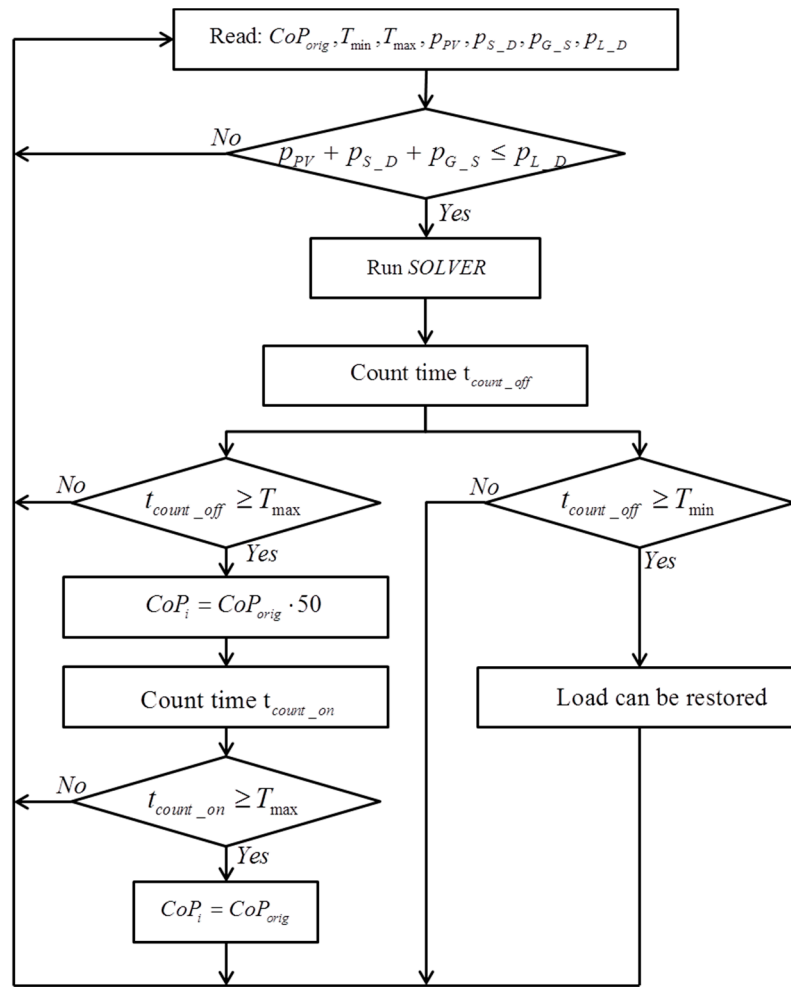 Read: CoP_orig, T_min, T_max, p_PV, p_S_D, p_G_S, p_L_D
No
p_PV + p_S_D + p_G_S ≤ p_L_D
Yes
Run SOLVER
Count time t_count_off
No
t_count_off ≥ T_max
No
t_count_off ≥ T_min
Yes
Yes
CoP_i = CoP_orig · 50
Count time t_count_on
Load can be restored
No
t_count_on ≥ T_max
Yes
CoP_i = CoP_orig